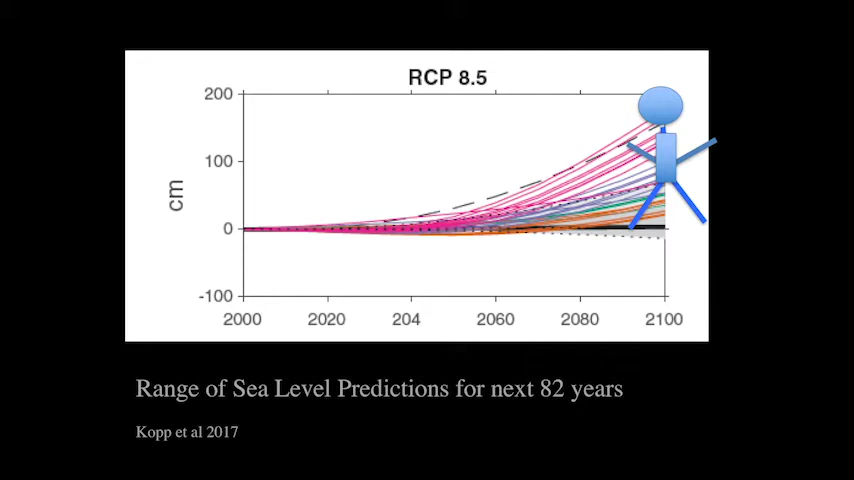 RCP 8.5
200
100
cm
0
-100
2000 2020 204 2060 2080 2100
Range of Sea Level Predictions for next 82 years
Kopp et al 2017